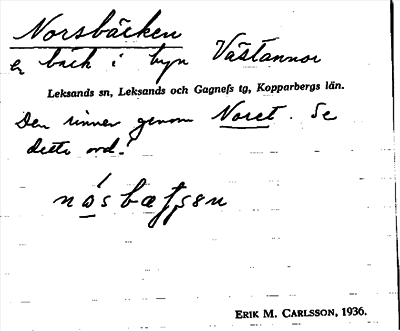 Norsbäcken
en bäck i byn Västannor
Leksands sn, Leksands och Gagnefs tg, Kopparbergs län.
Den rinner genom Noret. Se
detta ord!
ERIK M. CARLSSON, 1936.